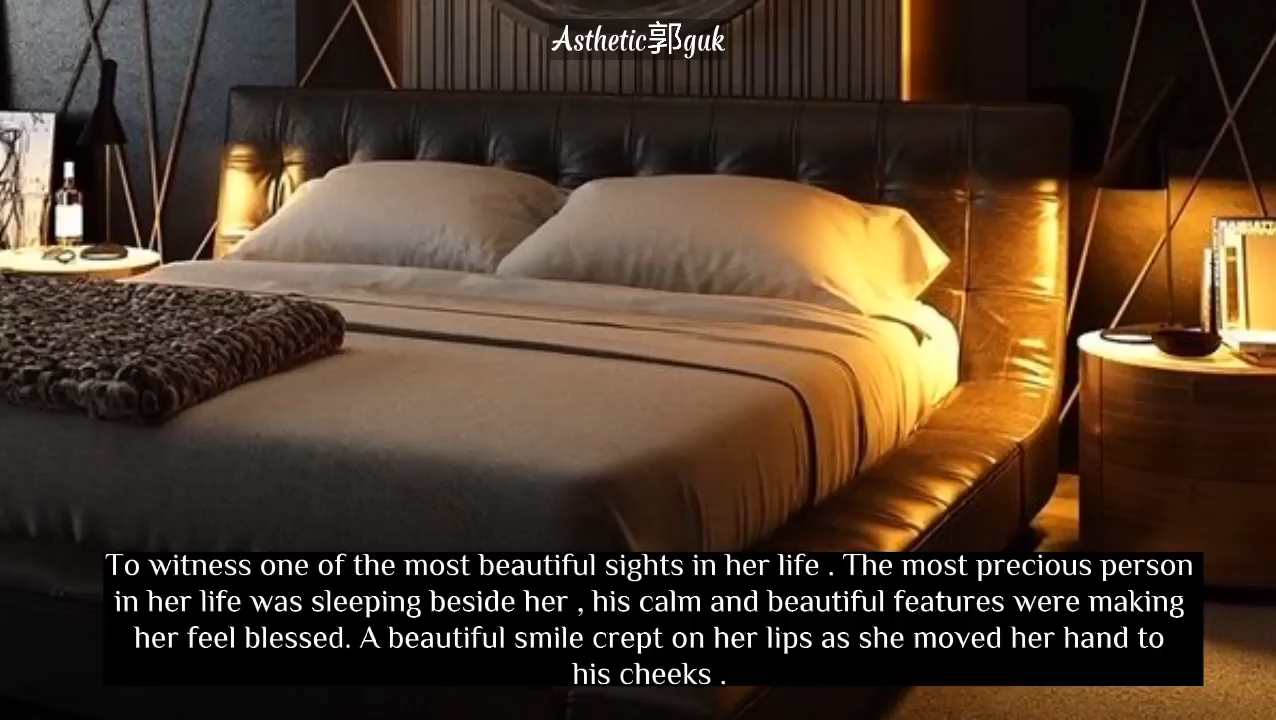 Asthetic郭guk
To witness one of the most beautiful sights in her life . The most precious person
in her life was sleeping beside her , his calm and beautiful features were making
her feel blessed. A beautiful smile crept on her lips as she moved her hand to
his cheeks .